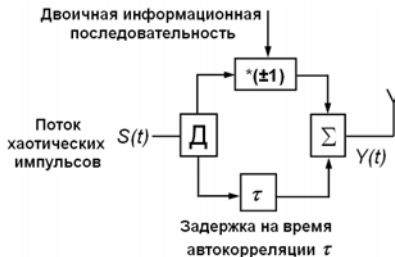 Двоичная информационная
последовательность
*(±1)
Поток
хаотических
импульсов
S(t)
Д
Σ
Y(t)
τ
Задержка на время
автокорреляции τ